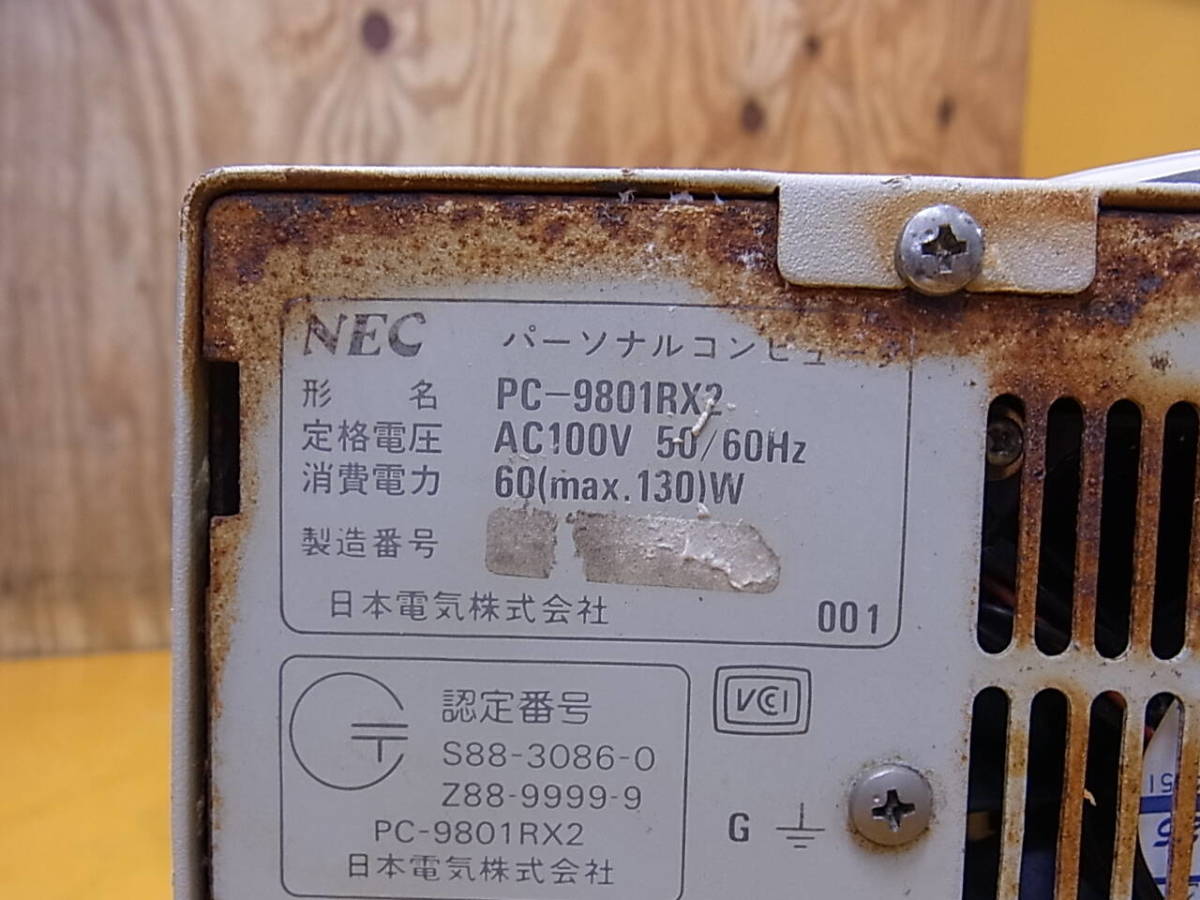 NEC パーソナルコンピュー
形名 PC-9801RX2
定格電圧 AC100V 50/60Hz
消費電力 60(max.130)W
製造番号
日本電気株式会社 001
認定番号
S88-3086-0
Z88-9999-9
PC-9801RX2
日本電気株式会社
VCCI
G